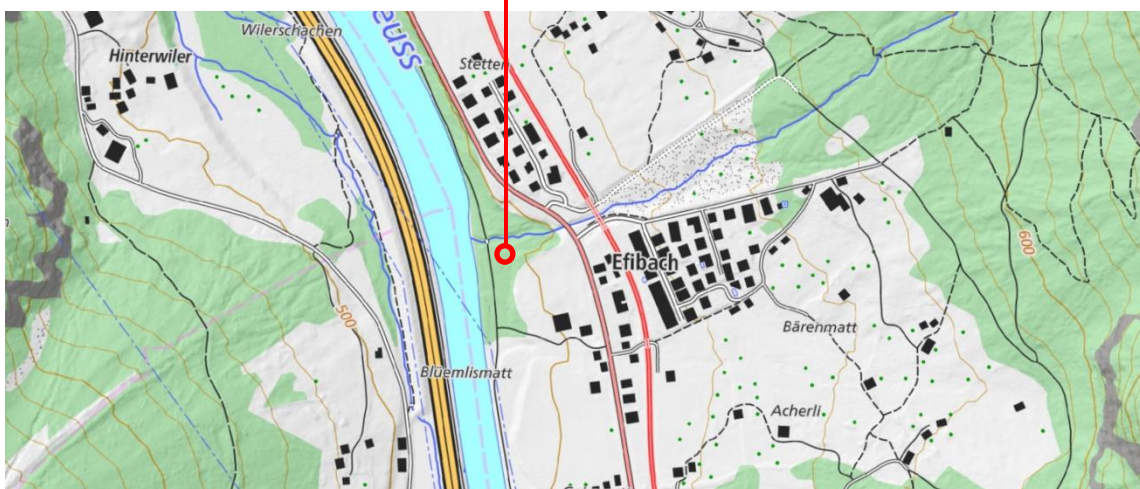 Wilerschachen
euss
Hinterwiler
Stetten
Efibach
600
500
Bärenmatt
Blüemlismatt
Acherli